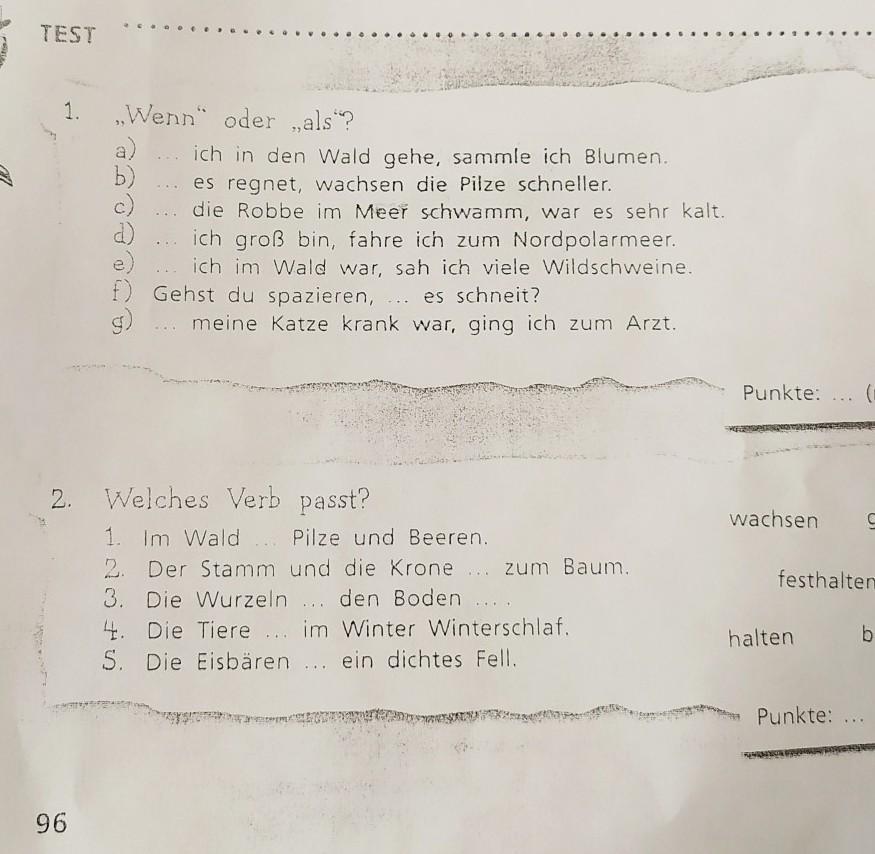 TEST
1. „Wenn“ oder „als“?
a) ... ich in den Wald gehe, sammle ich Blumen.
b) ... es regnet, wachsen die Pilze schneller.
c) ... die Robbe im Meer schwamm, war es sehr kalt.
d) ... ich groß bin, fahre ich zum Nordpolarmeer.
e) ... ich im Wald war, sah ich viele Wildschweine.
f) Gehst du spazieren, ... es schneit?
g) ... meine Katze krank war, ging ich zum Arzt.
Punkte: ... (
2. Welches Verb passt?
1. Im Wald ... Pilze und Beeren.
2. Der Stamm und die Krone ... zum Baum.
3. Die Wurzeln ... den Boden ... .
4. Die Tiere ... im Winter Winterschlaf.
5. Die Eisbären ... ein dichtes Fell.
wachsen g
festhalten
halten b
Punkte: ...
96